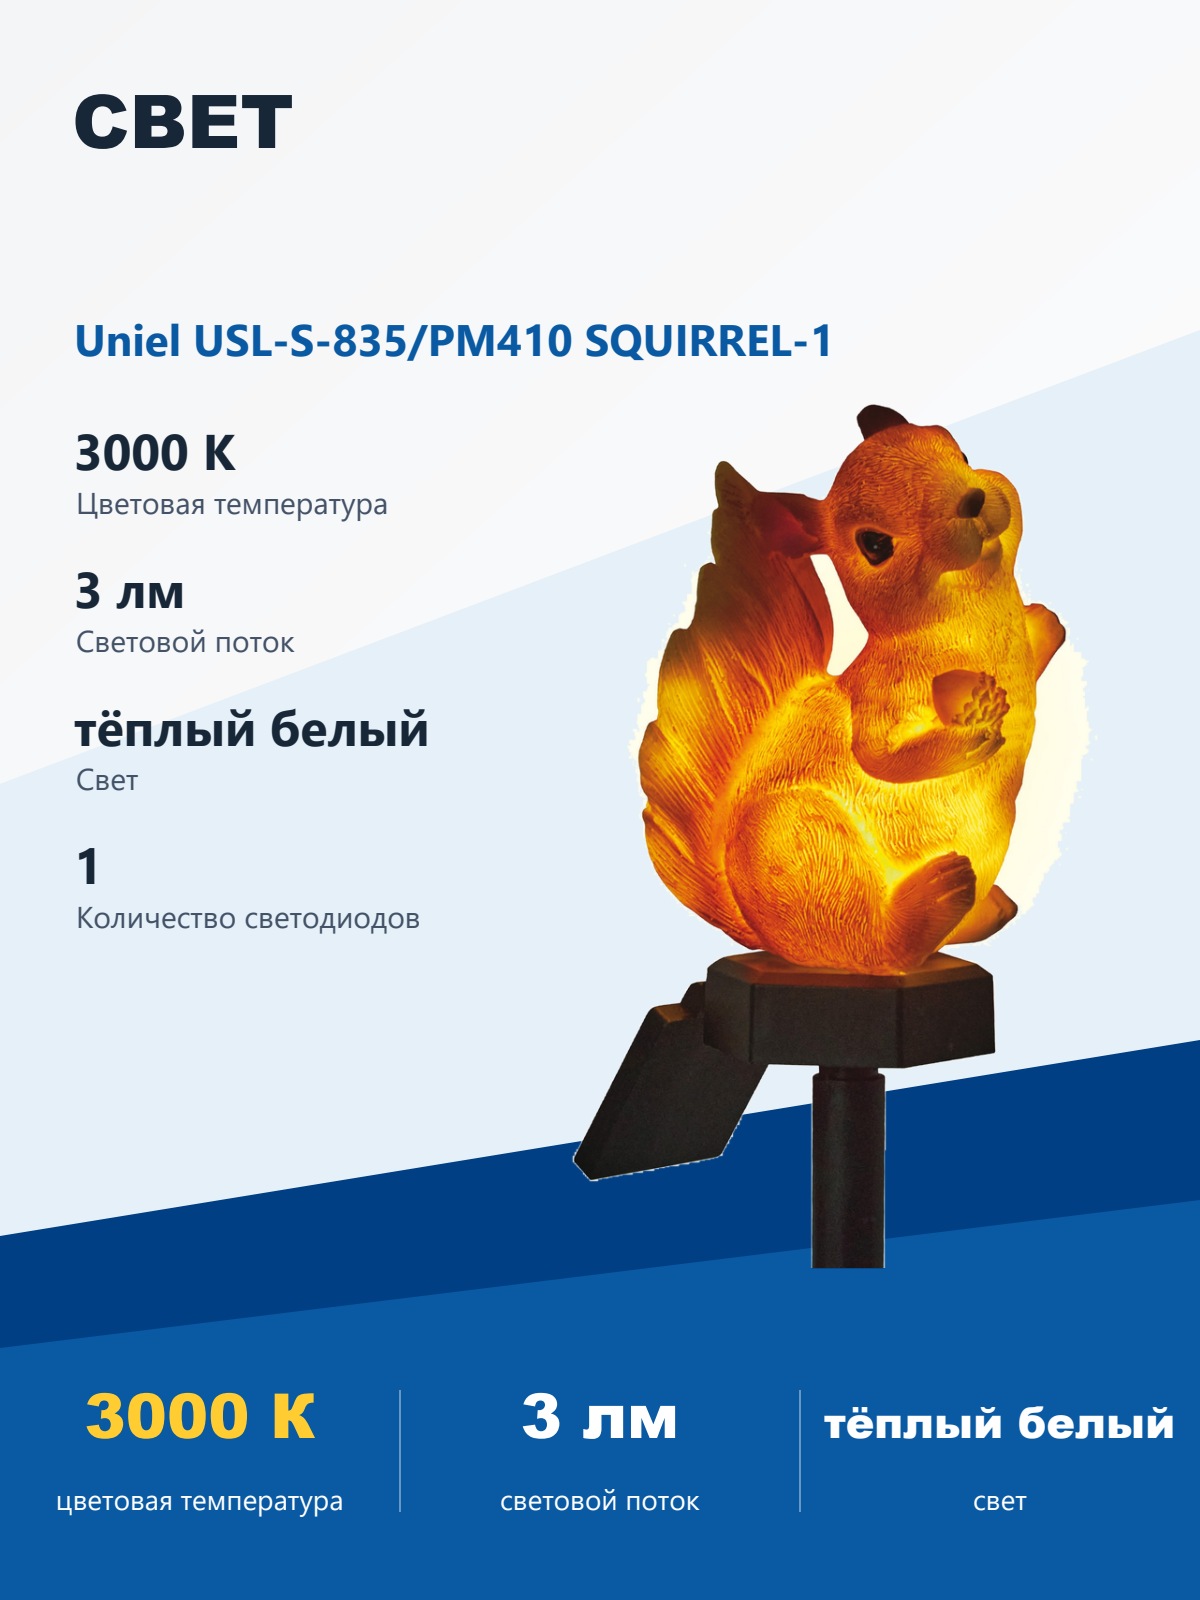 СВЕТ
Uniel USL-S-835/PM410 SQUIRREL-1
3000 К
Цветовая температура
3 лм
Световой поток
тёплый белый
Свет
1
Количество светодиодов
3000 К
цветовая температура
3 лм
световой поток
тёплый белый
свет